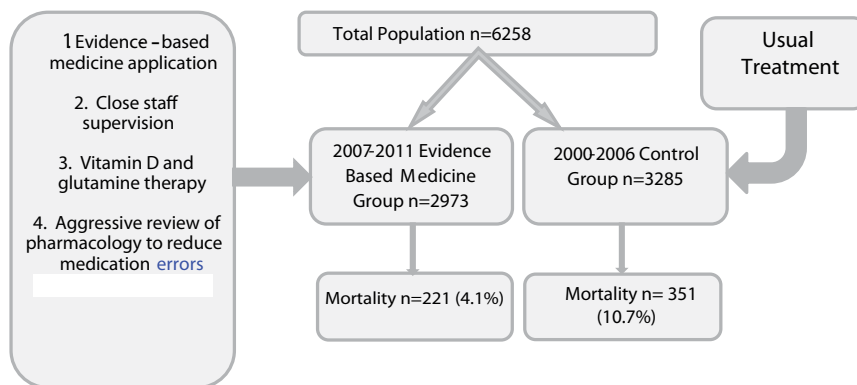 1 Evidence – based
medicine application
2. Close staff
supervision
3. Vitamin D and
glutamine therapy
4. Aggressive review of
pharmacology to reduce
medication errors
Total Population n=6258
Usual
Treatment
2007-2011 Evidence
Based Medicine
Group n=2973
2000-2006 Control
Group n=3285
Mortality n=221 (4.1%)
Mortality n= 351
(10.7%)